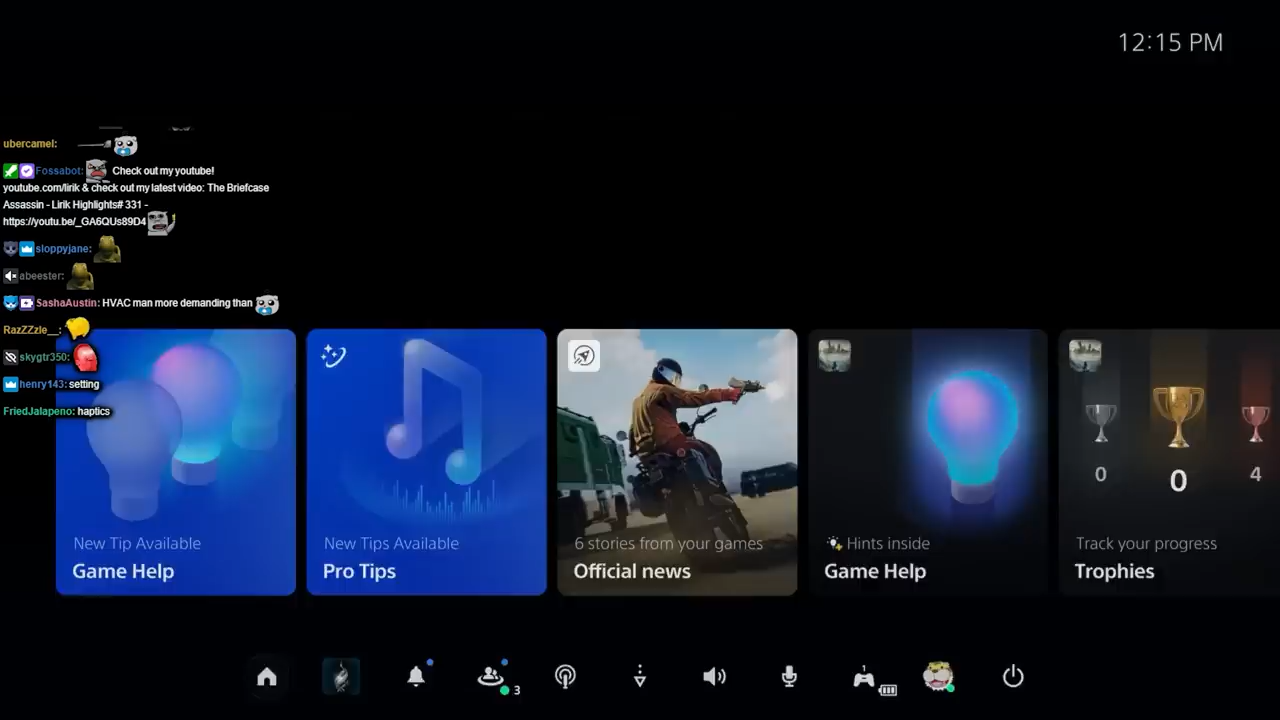 12:15 PM
ubercamel:
Fossabot: Check out my youtube!
youtube.com/lirik & check out my latest video: The Briefcase
Assassin - Lirik Highlights# 331 -
https://youtu.be/_GA6QUs89D4
sloppyjane:
abeester:
SashaAustin: HVAC man more demanding than
RazZZzle__:
skygtr350:
henry143: setting
FriedJalapeno: haptics
New Tip Available
Game Help
New Tips Available
Pro Tips
6 stories from your games
Official news
Hints inside
Game Help
0
0
4
Track your progress
Trophies
3
1